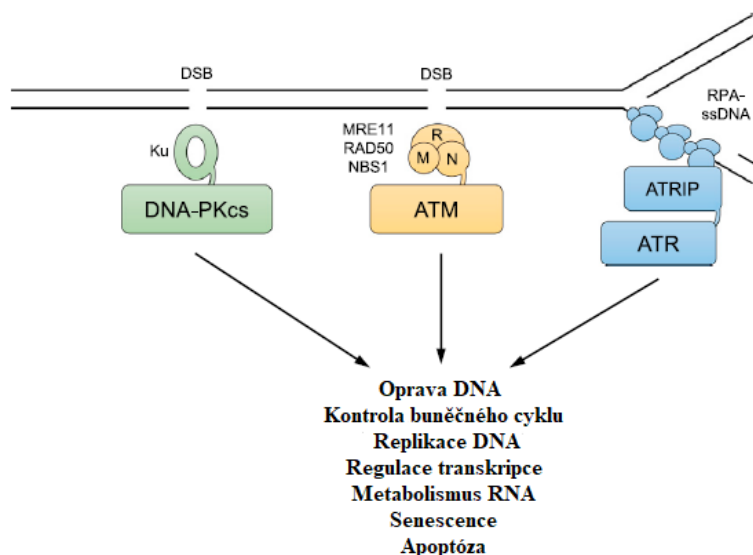 DSB
DSB
RPA-
ssDNA
Ku
MRE11
RAD50
NBS1
R
M
N
DNA-PKcs
ATM
ATRIP
ATR
Oprava DNA
Kontrola buněčného cyklu
Replikace DNA
Regulace transkripce
Metabolismus RNA
Senescence
Apoptóza